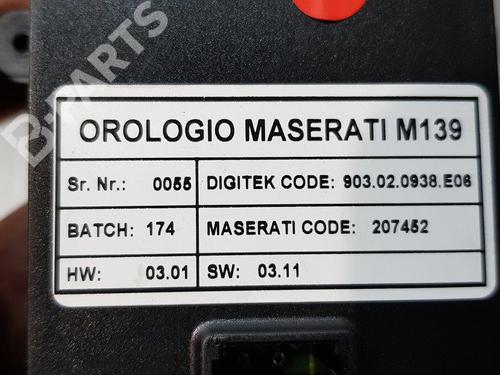 B-PARTS
OROLOGIO MASERATI M139
Sr. Nr.: 0055 DIGITEK CODE: 903.02.0938.E06
BATCH: 174 MASERATI CODE: 207452
HW: 03.01 SW: 03.11